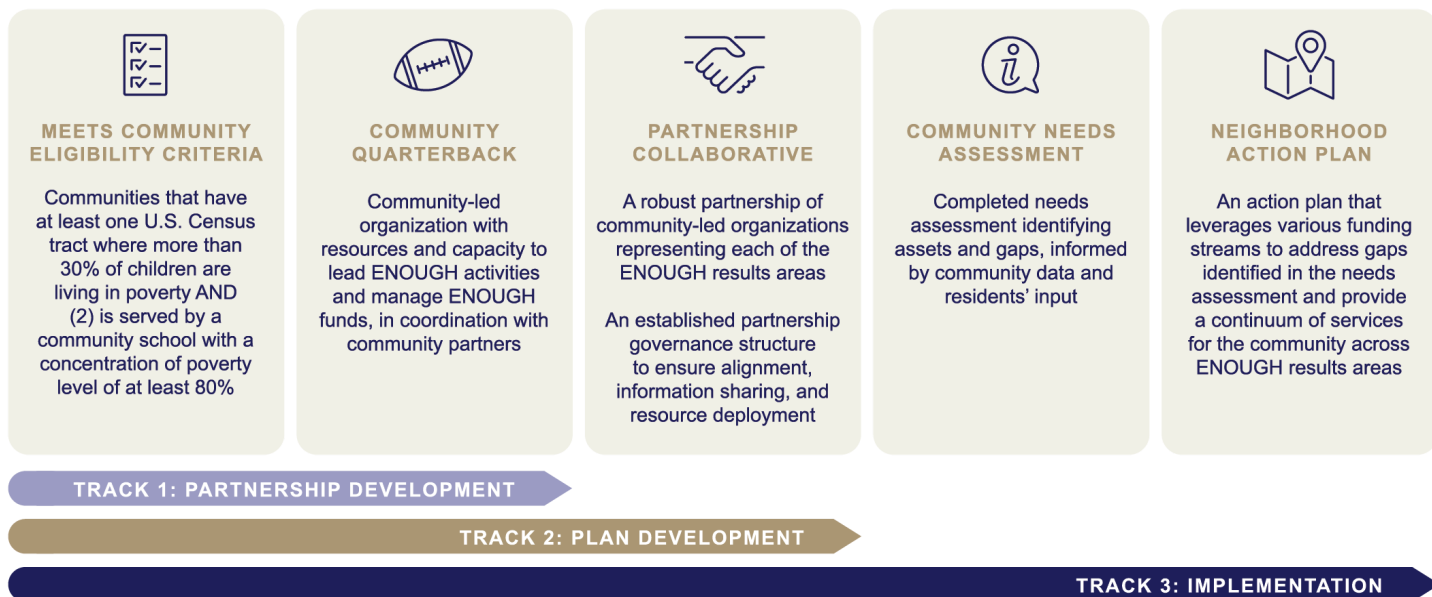 MEETS COMMUNITY
ELIGIBILITY CRITERIA
Communities that have
at least one U.S. Census
tract where more than
30% of children are
living in poverty AND
(2) is served by a
community school with a
concentration of poverty
level of at least 80%
COMMUNITY
QUARTERBACK
Community-led
organization with
resources and capacity to
lead ENOUGH activities
and manage ENOUGH
funds, in coordination with
community partners
PARTNERSHIP
COLLABORATIVE
A robust partnership of
community-led organizations
representing each of the
ENOUGH results areas
An established partnership
governance structure
to ensure alignment,
information sharing, and
resource deployment
COMMUNITY NEEDS
ASSESSMENT
Completed needs
assessment identifying
assets and gaps, informed
by community data and
residents’ input
NEIGHBORHOOD
ACTION PLAN
An action plan that
leverages various funding
streams to address gaps
identified in the needs
assessment and provide
a continuum of services
for the community across
ENOUGH results areas
TRACK 1: PARTNERSHIP DEVELOPMENT
TRACK 2: PLAN DEVELOPMENT
TRACK 3: IMPLEMENTATION